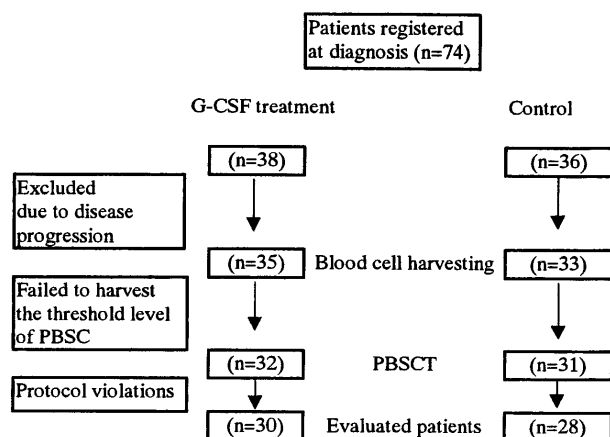 Patients registered
at diagnosis (n=74)
G-CSF treatment
Control
(n=38)
(n=36)
Excluded
due to disease
progression
(n=35)
Blood cell harvesting
(n=33)
Failed to harvest
the threshold level
of PBSC
(n=32)
PBSCT
(n=31)
Protocol violations
(n=30)
Evaluated patients
(n=28)